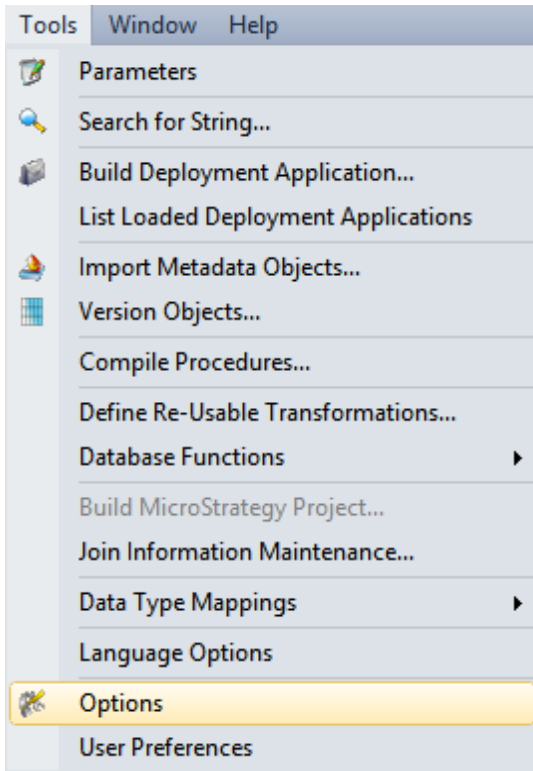 Tools Window Help
Parameters
Search for String...
Build Deployment Application...
List Loaded Deployment Applications
Import Metadata Objects...
Version Objects...
Compile Procedures...
Define Re-Usable Transformations...
Database Functions
Build MicroStrategy Project...
Join Information Maintenance...
Data Type Mappings
Language Options
Options
User Preferences